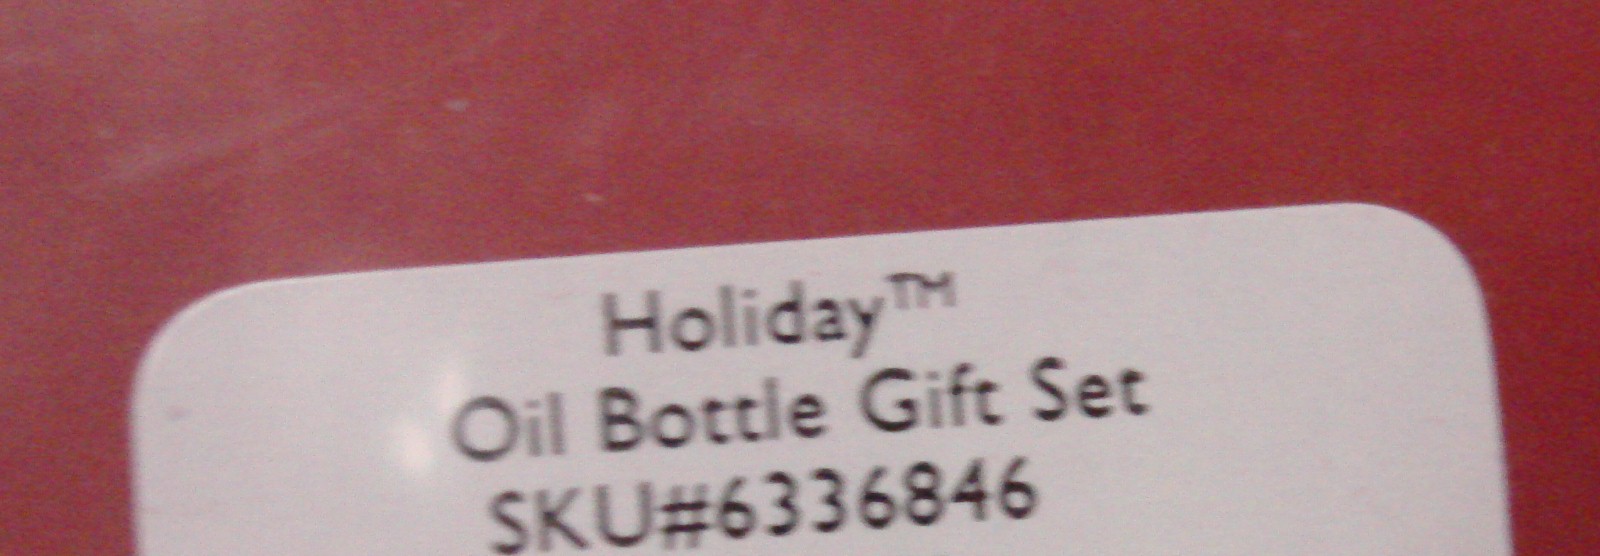 Holiday™
Oil Bottle Gift Set
SKU#6336846